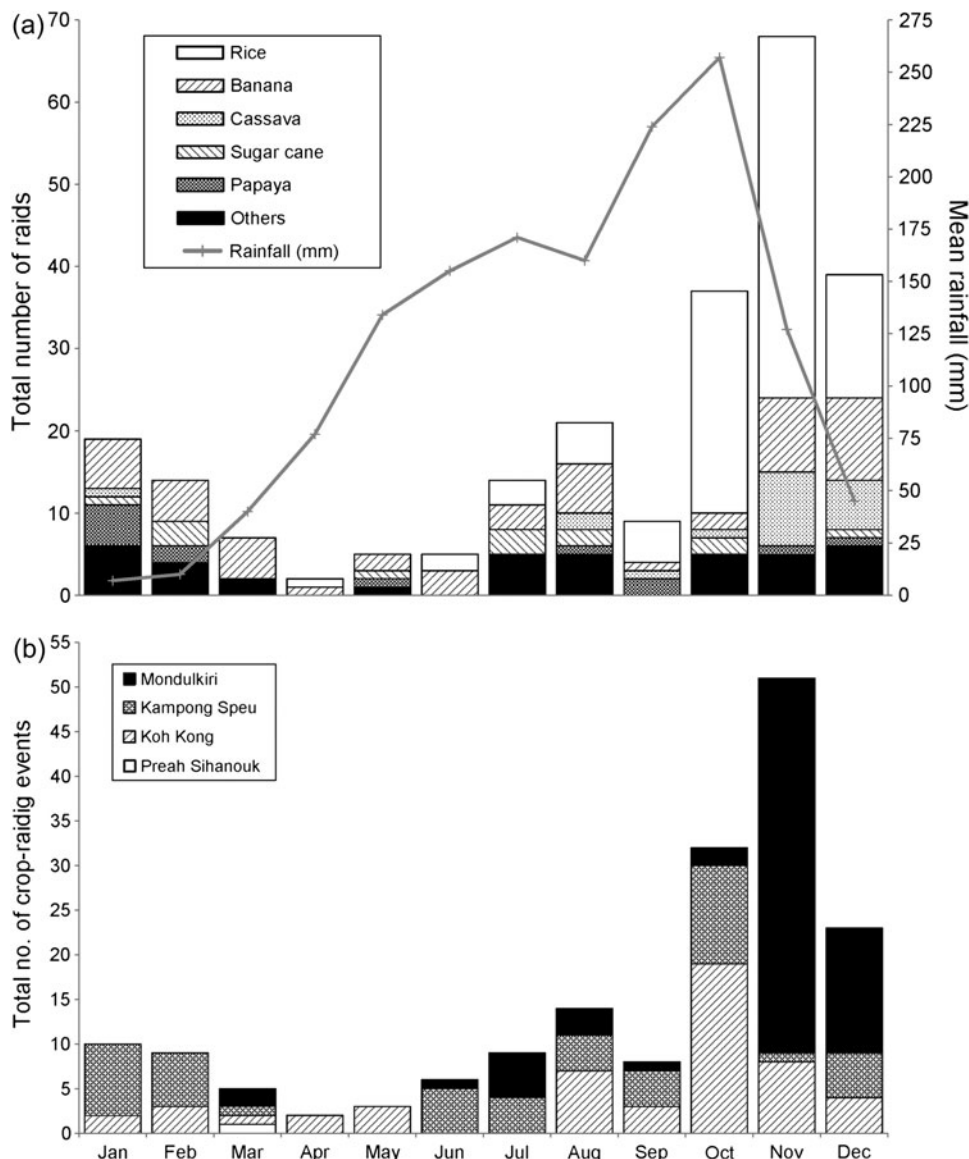 (a)
70
60
50
40
30
20
10
0
Total number of raids
Rice
Banana
Cassava
Sugar cane
Papaya
Others
Rainfall (mm)
275
250
225
200
175
150
125
100
75
50
25
0
Mean rainfall (mm)
(b)
55
50
45
40
35
30
25
20
15
10
5
0
Total no. of crop-raidig events
Mondulkiri
Kampong Speu
Koh Kong
Preah Sihanouk
Jan Feb Mar Apr May Jun Jul Aug Sep Oct Nov Dec